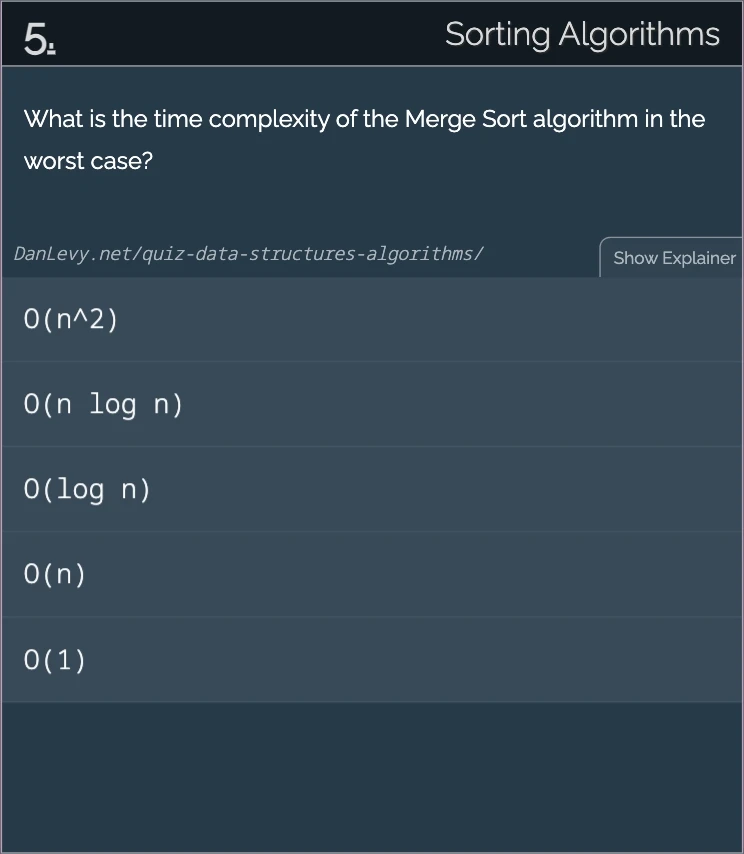 5.
Sorting Algorithms
What is the time complexity of the Merge Sort algorithm in the
worst case?
DanLevy.net/quiz-data-structures-algorithms/
Show Explainer
O(n^2)
O(n log n)
O(log n)
O(n)
O(1)